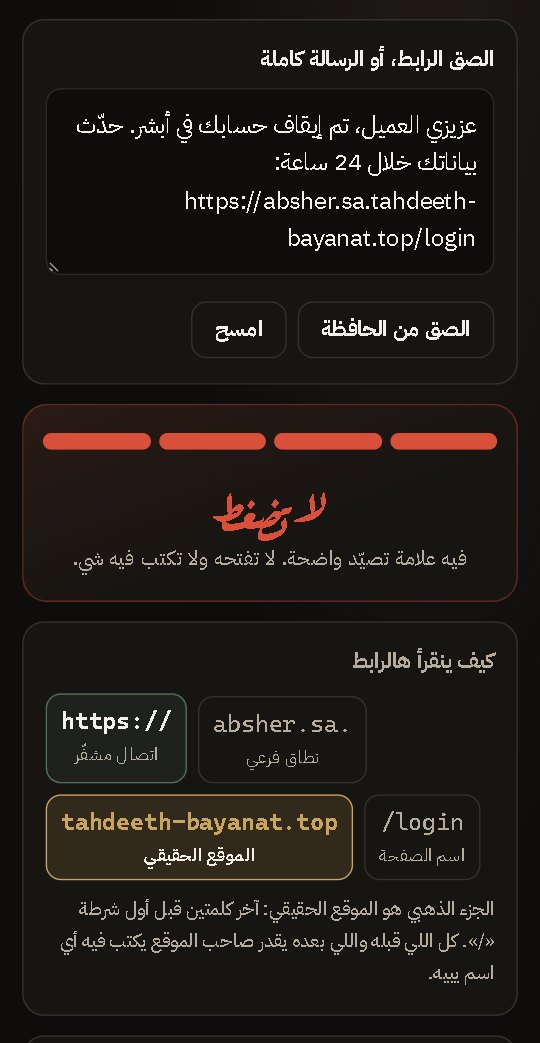 الصق الرابط، أو الرسالة كاملة
عزيزي العميل، تم إيقاف حسابك في أبشر. حدّث
بياناتك خلال 24 ساعة:
https://absher.sa.tahdeeth-
bayanat.top/login
الصق من الحافظة
امسح
لا تضغط
فيه علامة تصيّد واضحة. لا تفتحه ولا تكتب فيه شي.
كيف ينقرأ هالرابط
https://
اتصال مشفّر
absher.sa.
نطاق فرعي
tahdeeth-bayanat.top
الموقع الحقيقي
/login
اسم الصفحة
الجزء الذهبي هو الموقع الحقيقي: آخر كلمتين قبل أول شرطة
«/». كل اللي قبله واللي بعده يقدر صاحب الموقع يكتب فيه أي
اسم يبيه.